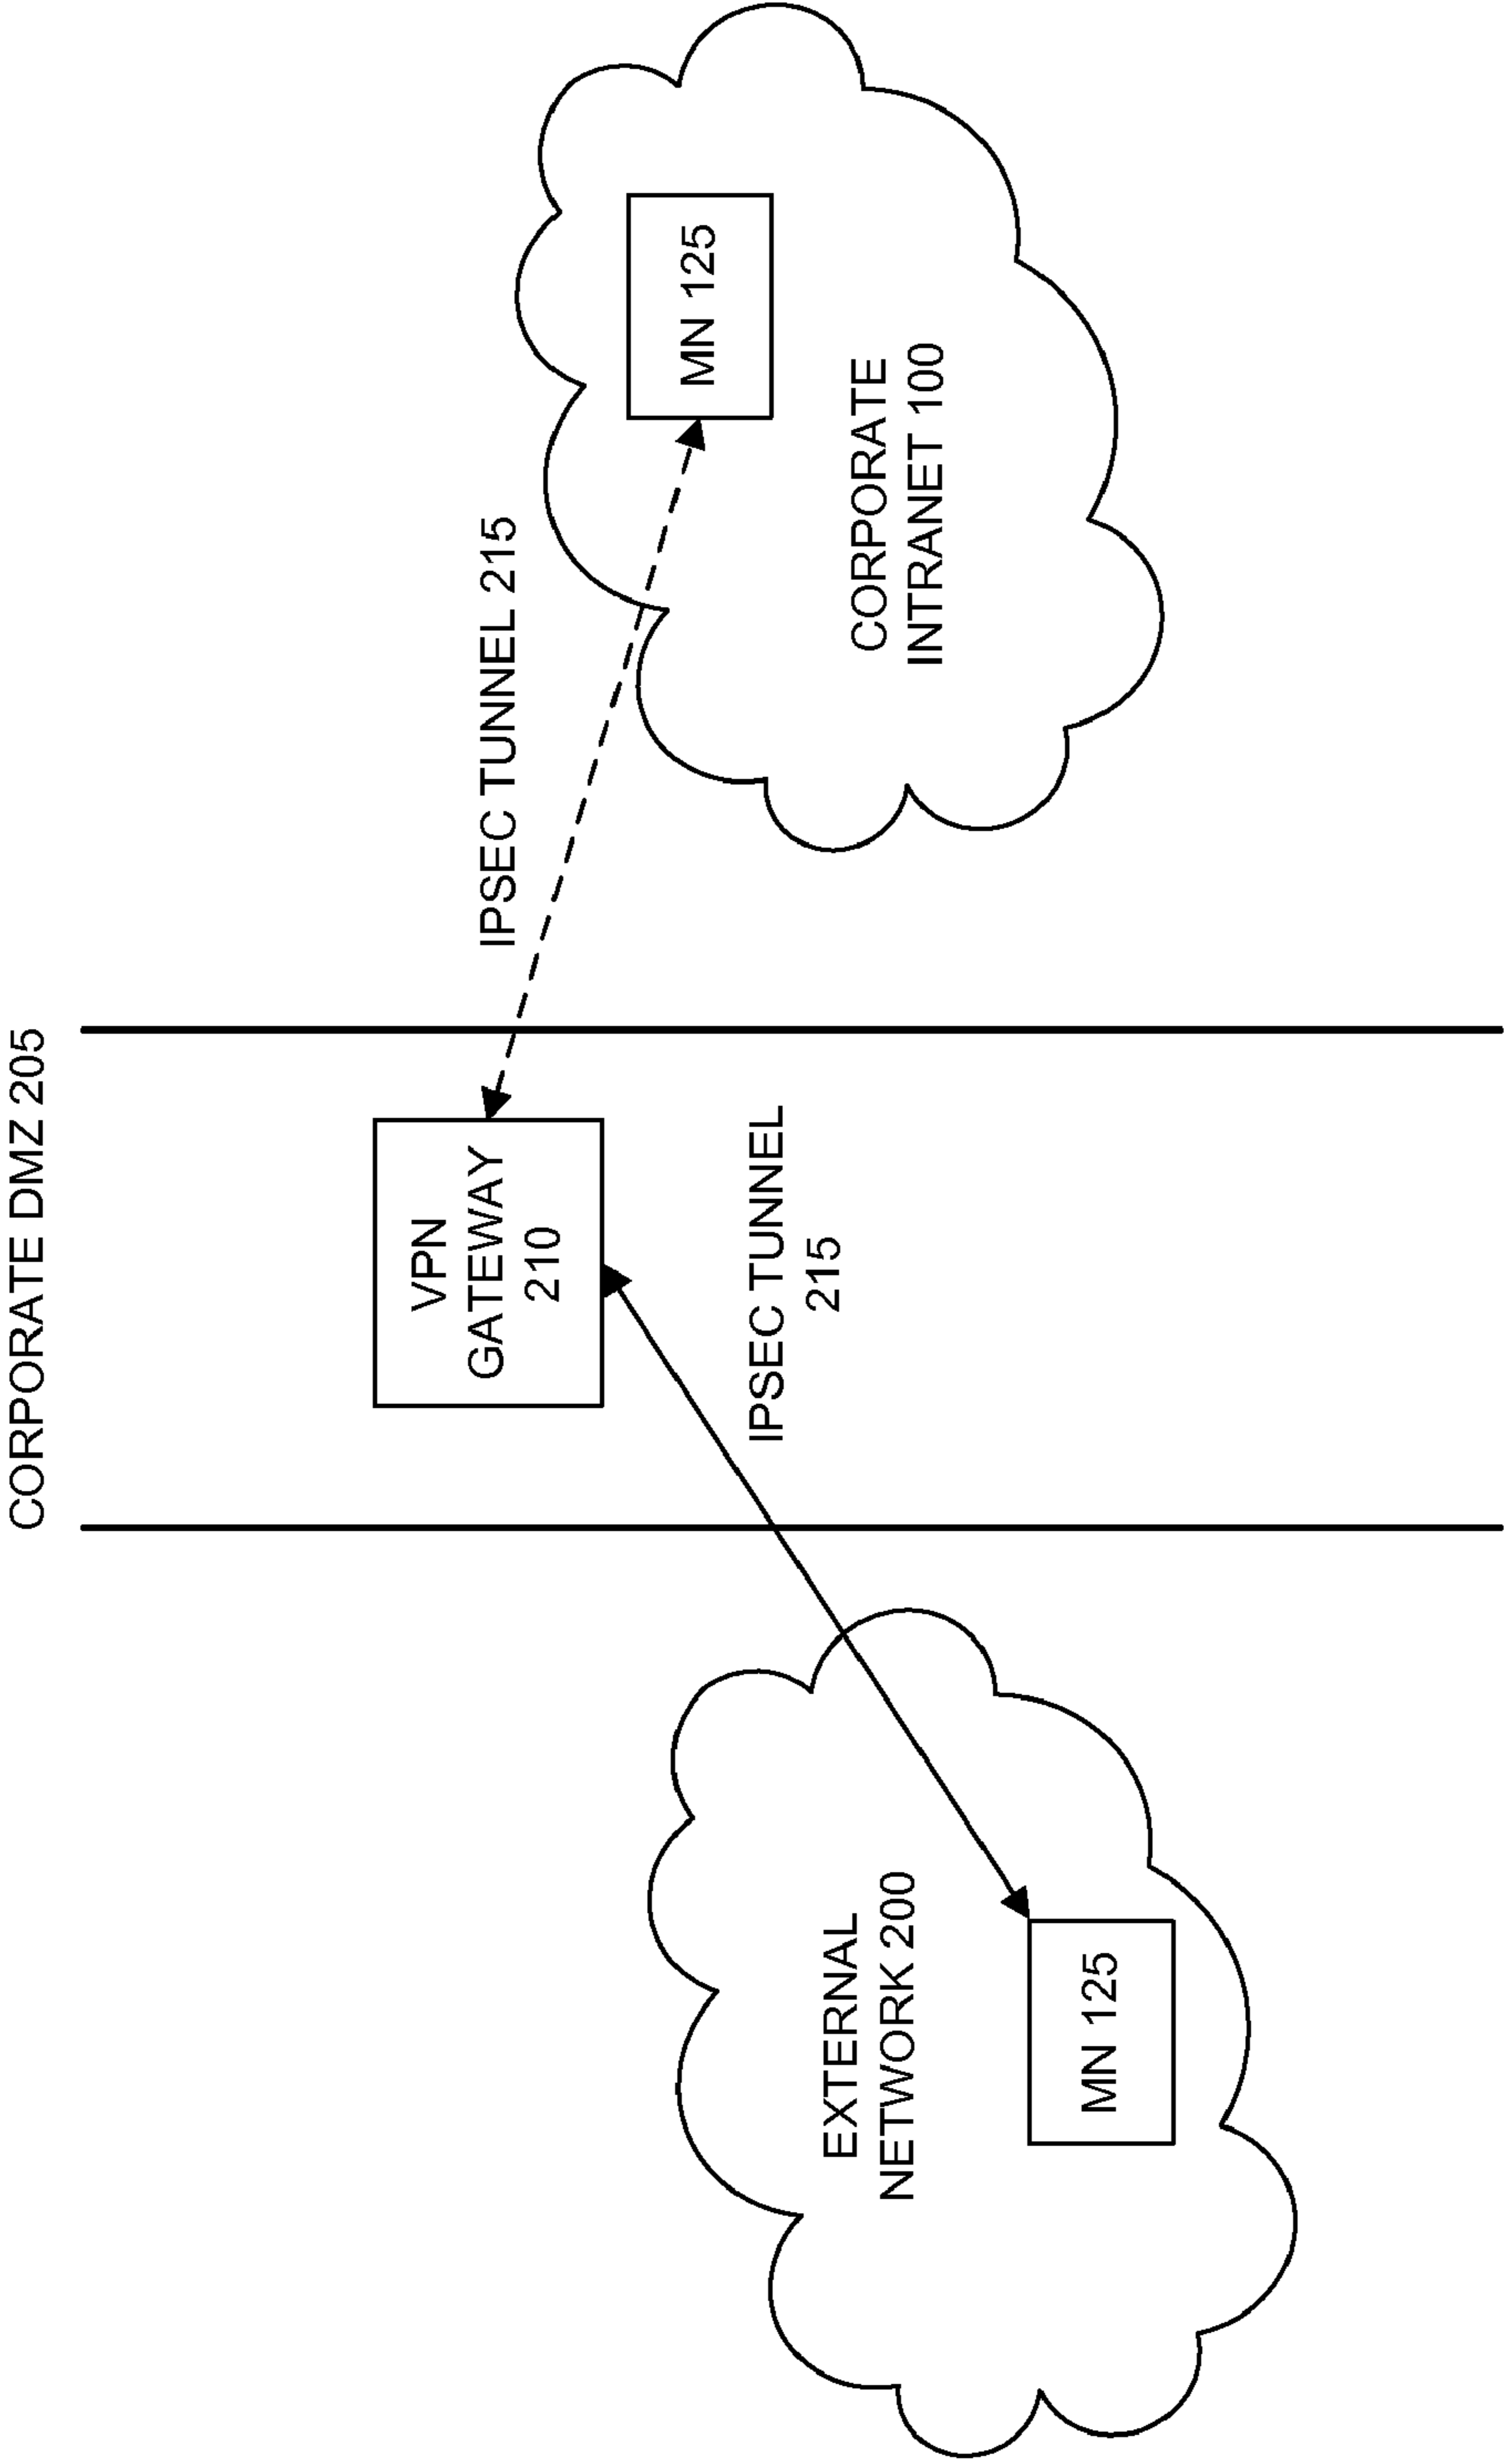 CORPORATE DMZ 205
VPN
GATEWAY
210
IPSEC TUNNEL 215
MN 125
IPSEC TUNNEL
215
EXTERNAL
NETWORK 200
CORPORATE
INTRANET 100
MN 125